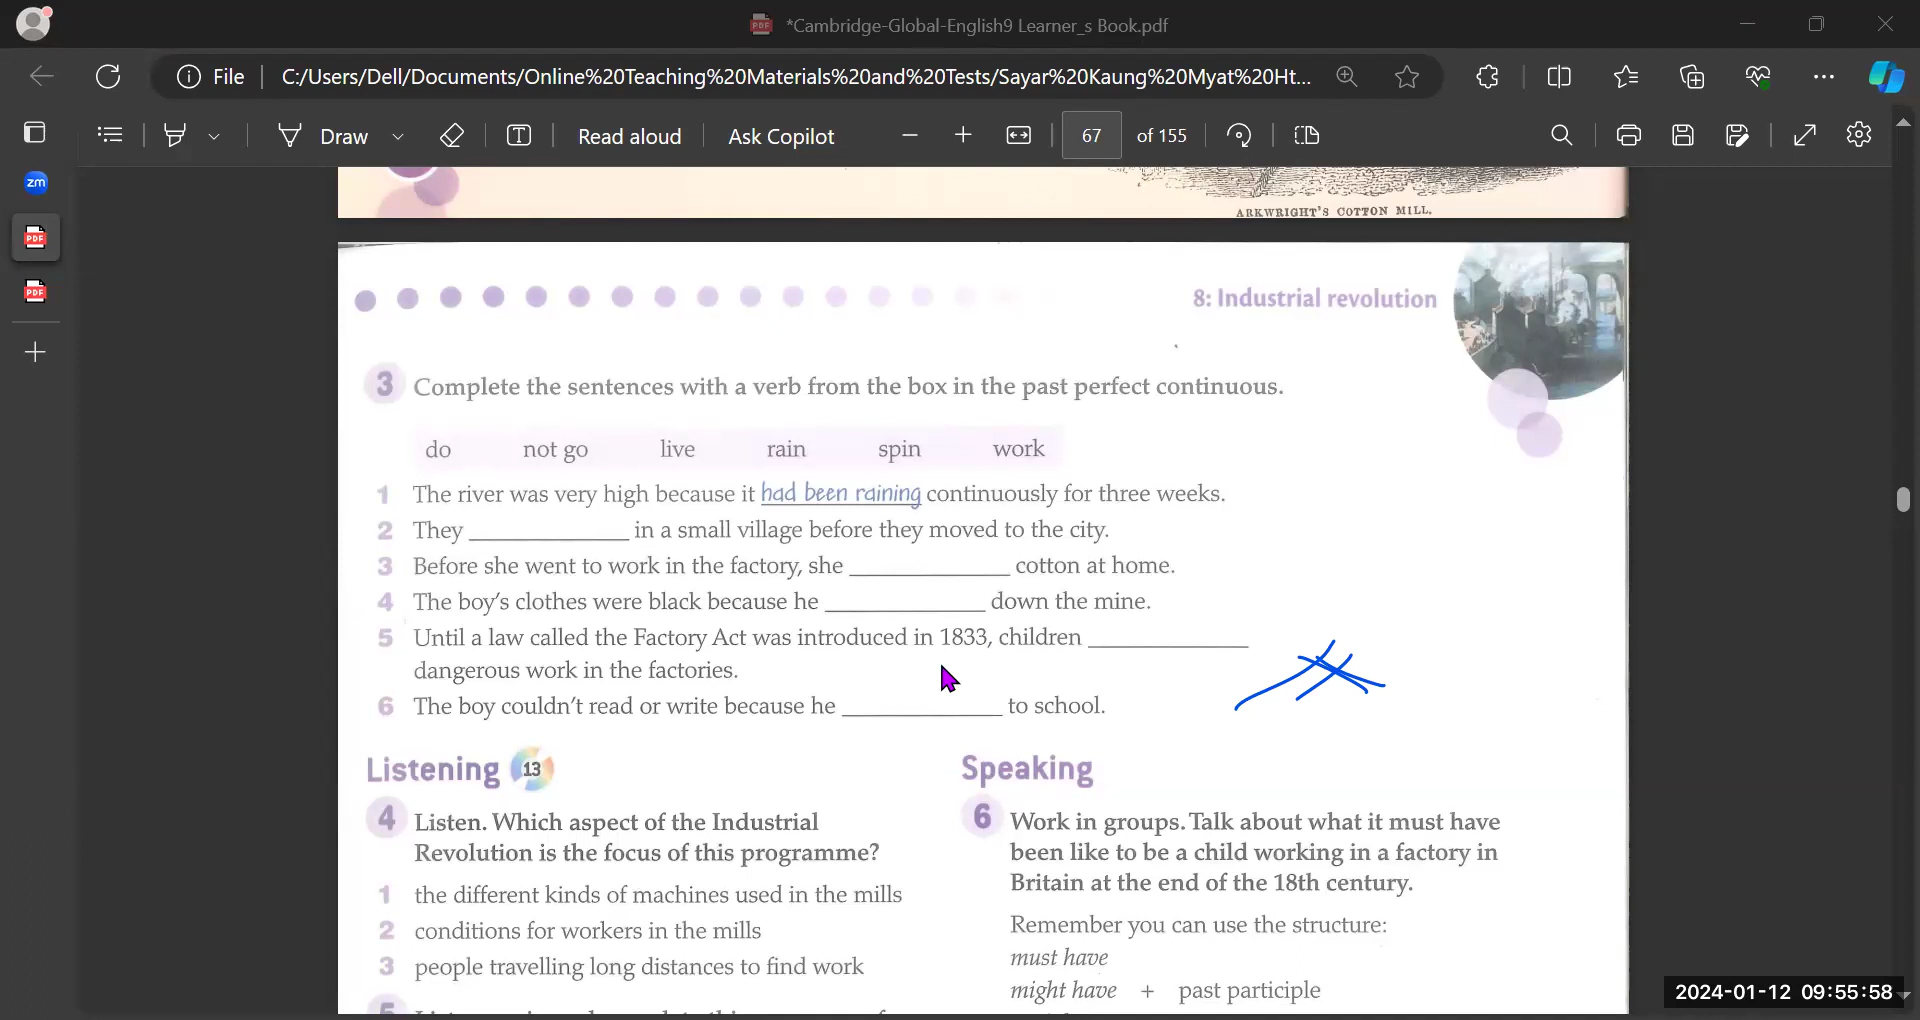 *Cambridge-Global-English9 Learner_s Book.pdf
File
C:/Users/Dell/Documents/Online%20Teaching%20Materials%20and%20Tests/Sayar%20Kaung%20Myat%20Ht...
Draw
Read aloud
Ask Copilot
67 of 155
zm
PDF
PDF
ARKWRIGHT'S COTTON MILL.
8: Industrial revolution
3 Complete the sentences with a verb from the box in the past perfect continuous.
do not go live rain spin work
1 The river was very high because it had been raining continuously for three weeks.
2 They ____________ in a small village before they moved to the city.
3 Before she went to work in the factory, she ____________ cotton at home.
4 The boy's clothes were black because he ____________ down the mine.
5 Until a law called the Factory Act was introduced in 1833, children ____________
dangerous work in the factories.
6 The boy couldn't read or write because he ____________ to school.
Listening 13
4 Listen. Which aspect of the Industrial
Revolution is the focus of this programme?
1 the different kinds of machines used in the mills
2 conditions for workers in the mills
3 people travelling long distances to find work
Speaking
6 Work in groups. Talk about what it must have
been like to be a child working in a factory in
Britain at the end of the 18th century.
Remember you can use the structure:
must have
might have + past participle
2024-01-12 09:55:58